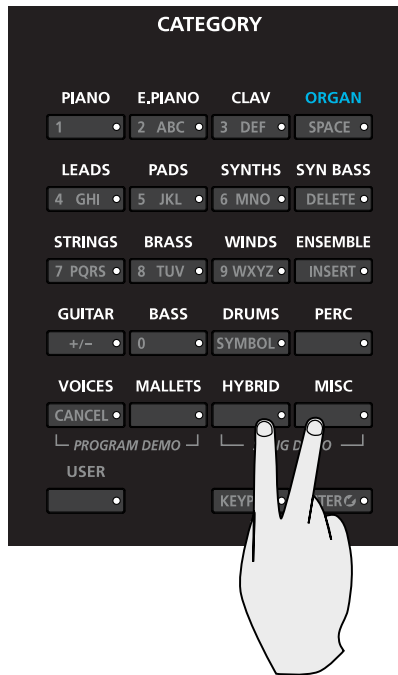 CATEGORY
PIANO E.PIANO CLAV ORGAN
1 2 ABC 3 DEF SPACE
LEADS PADS SYNTHS SYN BASS
4 GHI 5 JKL 6 MNO DELETE
STRINGS BRASS WINDS ENSEMBLE
7 PQRS 8 TUV 9 WXYZ INSERT
GUITAR BASS DRUMS PERC
+/− 0 SYMBOL
VOICES MALLETS HYBRID MISC
CANCEL
PROGRAM DEMO
USER